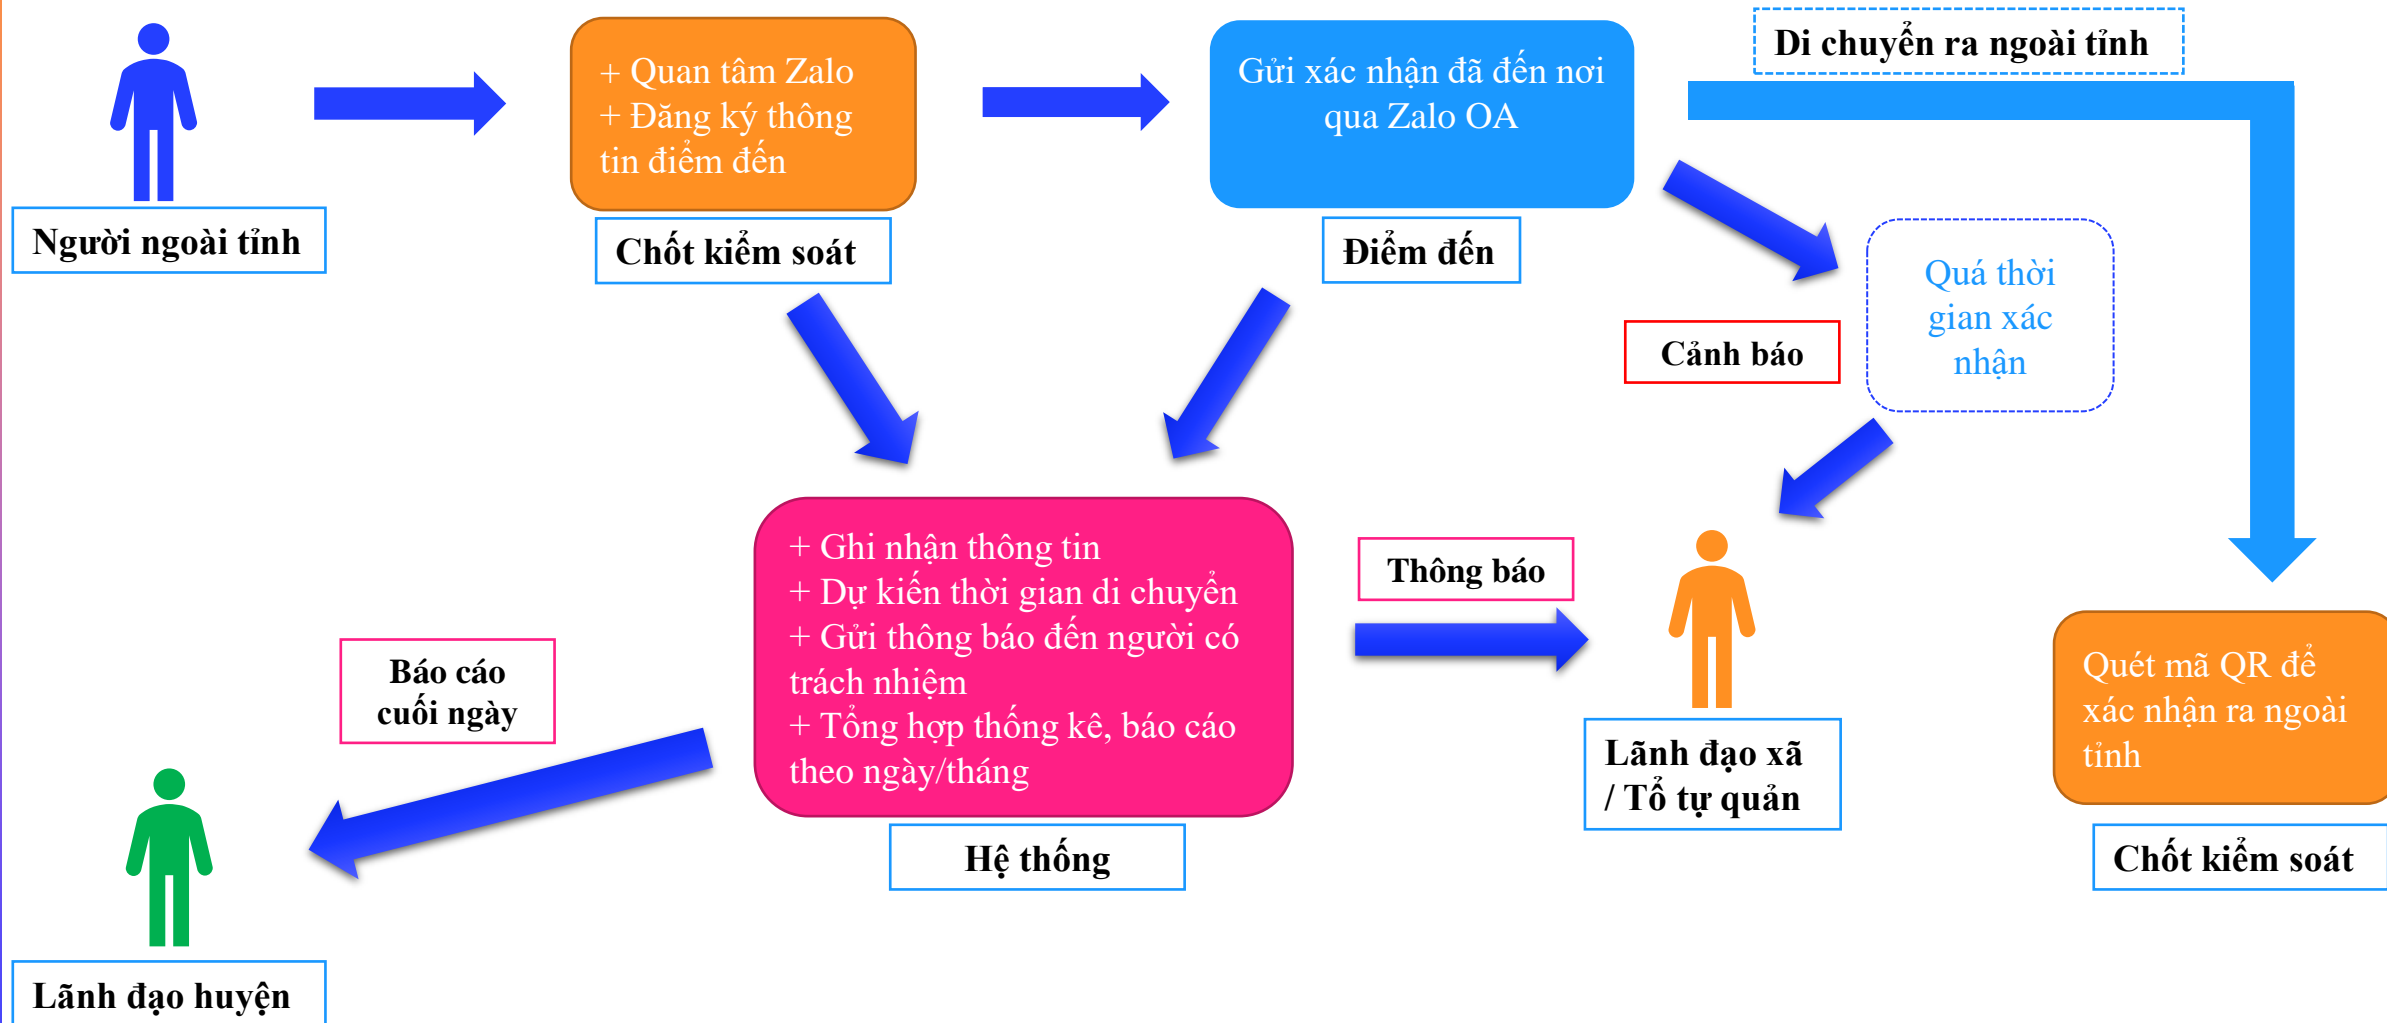 Di chuyển ra ngoài tỉnh
+ Quan tâm Zalo
+ Đăng ký thông
tin điểm đến
Gửi xác nhận đã đến nơi
qua Zalo OA
Người ngoài tỉnh
Chốt kiểm soát
Điểm đến
Quá thời
gian xác
nhận
Cảnh báo
+ Ghi nhận thông tin
+ Dự kiến thời gian di chuyển
+ Gửi thông báo đến người có
trách nhiệm
+ Tổng hợp thống kê, báo cáo
theo ngày/tháng
Thông báo
Báo cáo
cuối ngày
Quét mã QR để
xác nhận ra ngoài
tỉnh
Lãnh đạo xã
/ Tổ tự quản
Hệ thống
Chốt kiểm soát
Lãnh đạo huyện